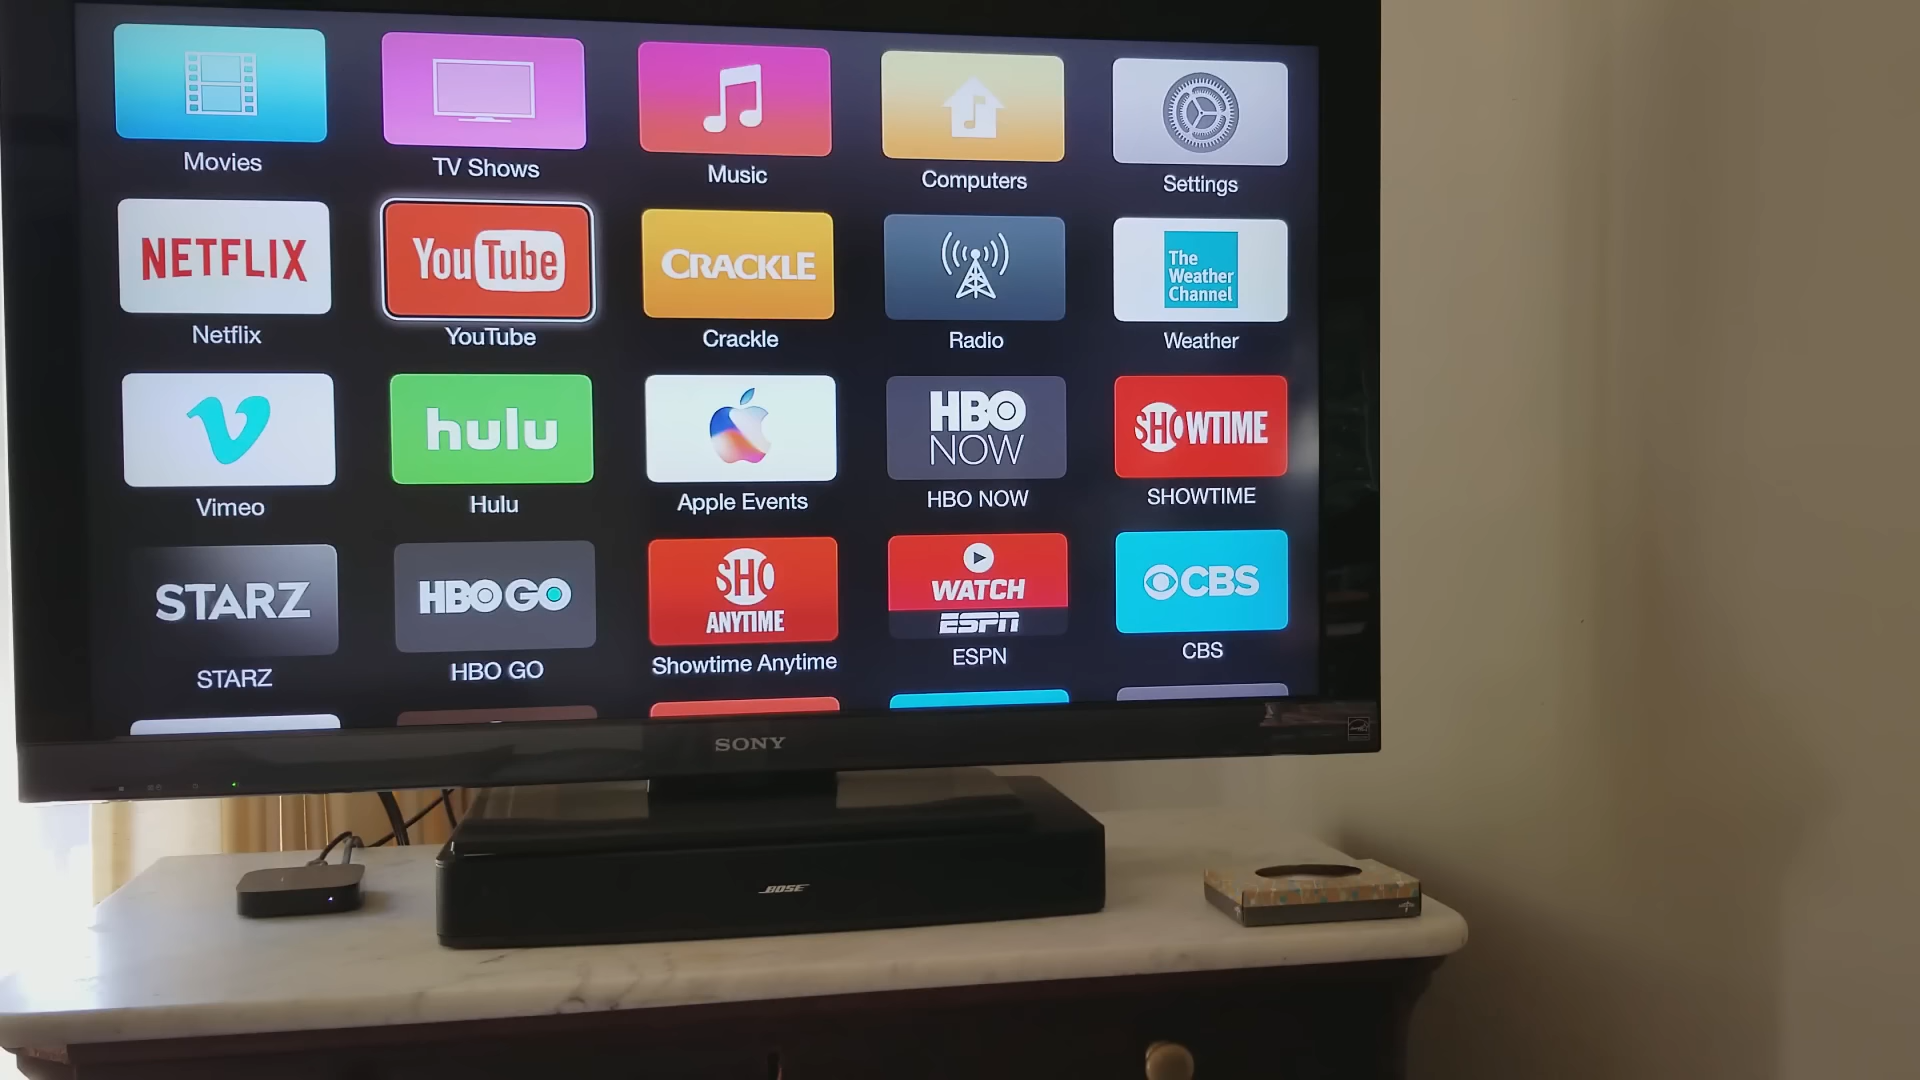 Movies
TV Shows
Music
Computers
Settings
NETFLIX
Netflix
YouTube
YouTube
CRACKLE
Crackle
Radio
The
Weather
Channel
Weather
Vimeo
hulu
Hulu
Apple Events
HBO
NOW
HBO NOW
SHOWTIME
SHOWTIME
STARZ
STARZ
HBO GO
HBO GO
SHO
ANYTIME
Showtime Anytime
WATCH
ESPN
ESPN
CBS
CBS
SONY
BOSE